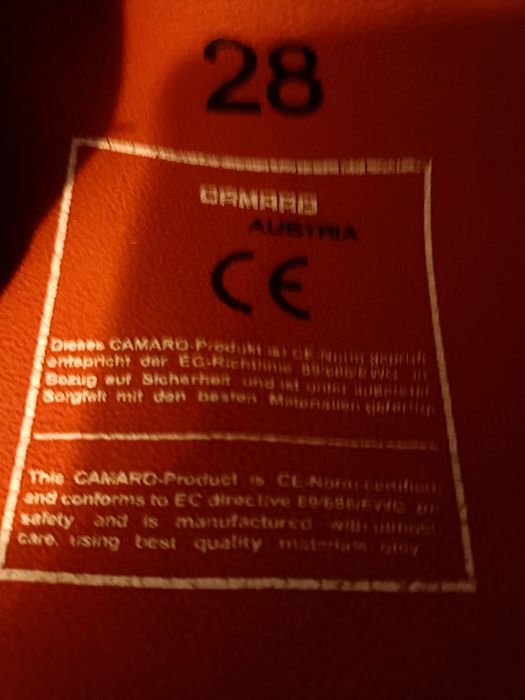 28
CAMARO
AUSTRIA
CE
Dieses CAMARO-Produkt ist CE-Norm geprüft
entspricht der EG-Richtlinie 89/686/EWG in
Bezug auf Sicherheit und ist unter äußerster
Sorgfalt mit den besten Materialien gefertigt
This CAMARO-Product is CE-Norm certified
and conforms to EC directive 89/686/EWG on
safety and is manufactured with utmost
care, using best quality materials only